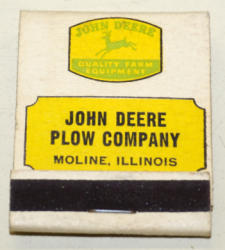 JOHN DEERE
QUALITY FARM
EQUIPMENT
JOHN DEERE
PLOW COMPANY
MOLINE, ILLINOIS